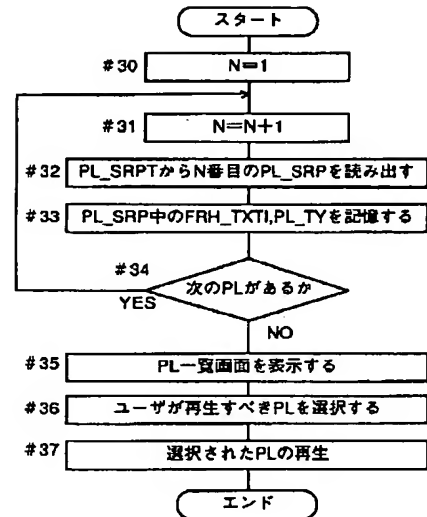 スタート
#30
N=1
#31
N=N+1
#32
PL_SRPTからN番目のPL_SRPを読み出す
#33
PL_SRP中のFRH_TXTI,PL_TYを記憶する
#34
次のPLがあるか
YES
NO
#35
PL一覧画面を表示する
#36
ユーザが再生すべきPLを選択する
#37
選択されたPLの再生
エンド